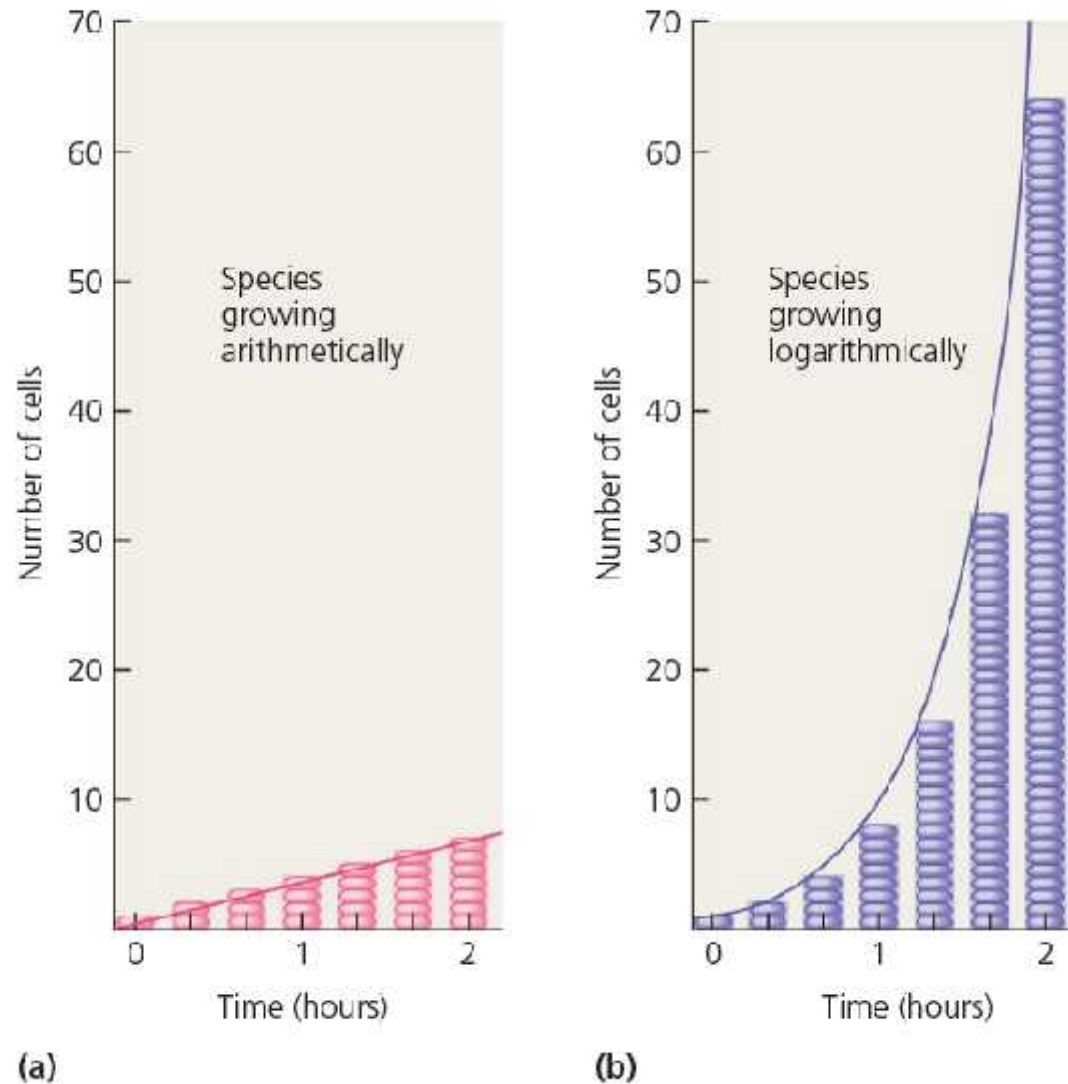 70
60
50
40
30
20
10
Number of cells
Species
growing
arithmetically
0 1 2
Time (hours)
(a)
70
60
50
40
30
20
10
Number of cells
Species
growing
logarithmically
0 1 2
Time (hours)
(b)